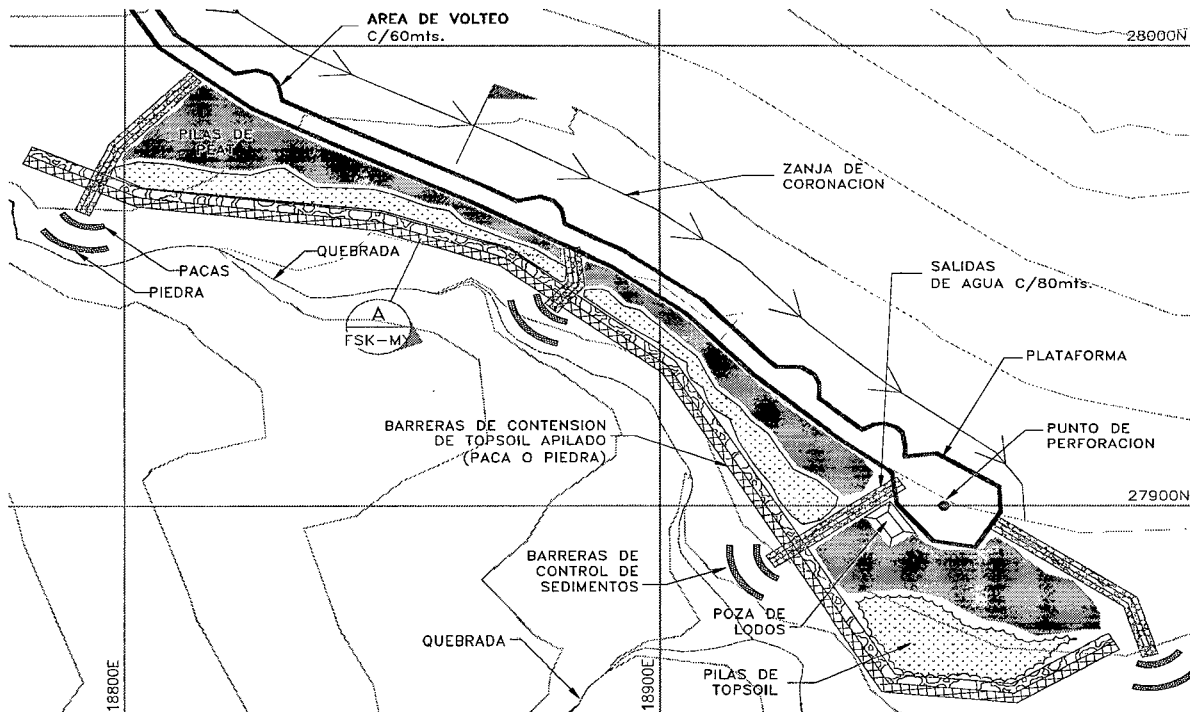 AREA DE VOLTEO
C/60mts.
28000N
PILAS DE
ZANJA DE
CORONACION
QUEBRADA
PACAS
PIEDRA
SALIDAS
DE AGUA C/80mts.
A
PLATAFORMA
BARRERAS DE CONTENSION
DE TOPSOIL APILADO
(PACA O PIEDRA)
PUNTO DE
PERFORACION
27900N
BARRERAS DE
CONTROL DE
SEDIMENTOS
POZA DE
LODOS
QUEBRADA
PILAS DE
TOPSOIL
18800E
18900E